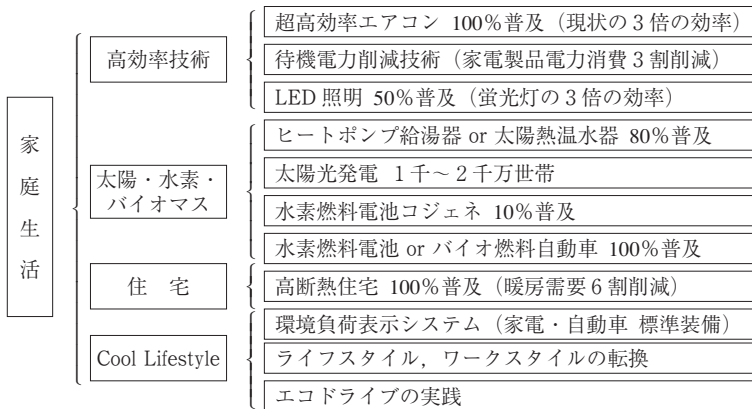 家庭生活
高効率技術
超高効率エアコン 100%普及（現状の3倍の効率）
待機電力削減技術（家電製品電力消費3割削減）
LED照明 50%普及（蛍光灯の3倍の効率）
太陽・水素・
バイオマス
ヒートポンプ給湯器 or 太陽熱温水器 80%普及
太陽光発電 1千～2千万世帯
水素燃料電池コジェネ 10%普及
水素燃料電池 or バイオ燃料自動車 100%普及
住 宅
高断熱住宅 100%普及（暖房需要6割削減）
Cool Lifestyle
環境負荷表示システム（家電・自動車 標準装備）
ライフスタイル，ワークスタイルの転換
エコドライブの実践